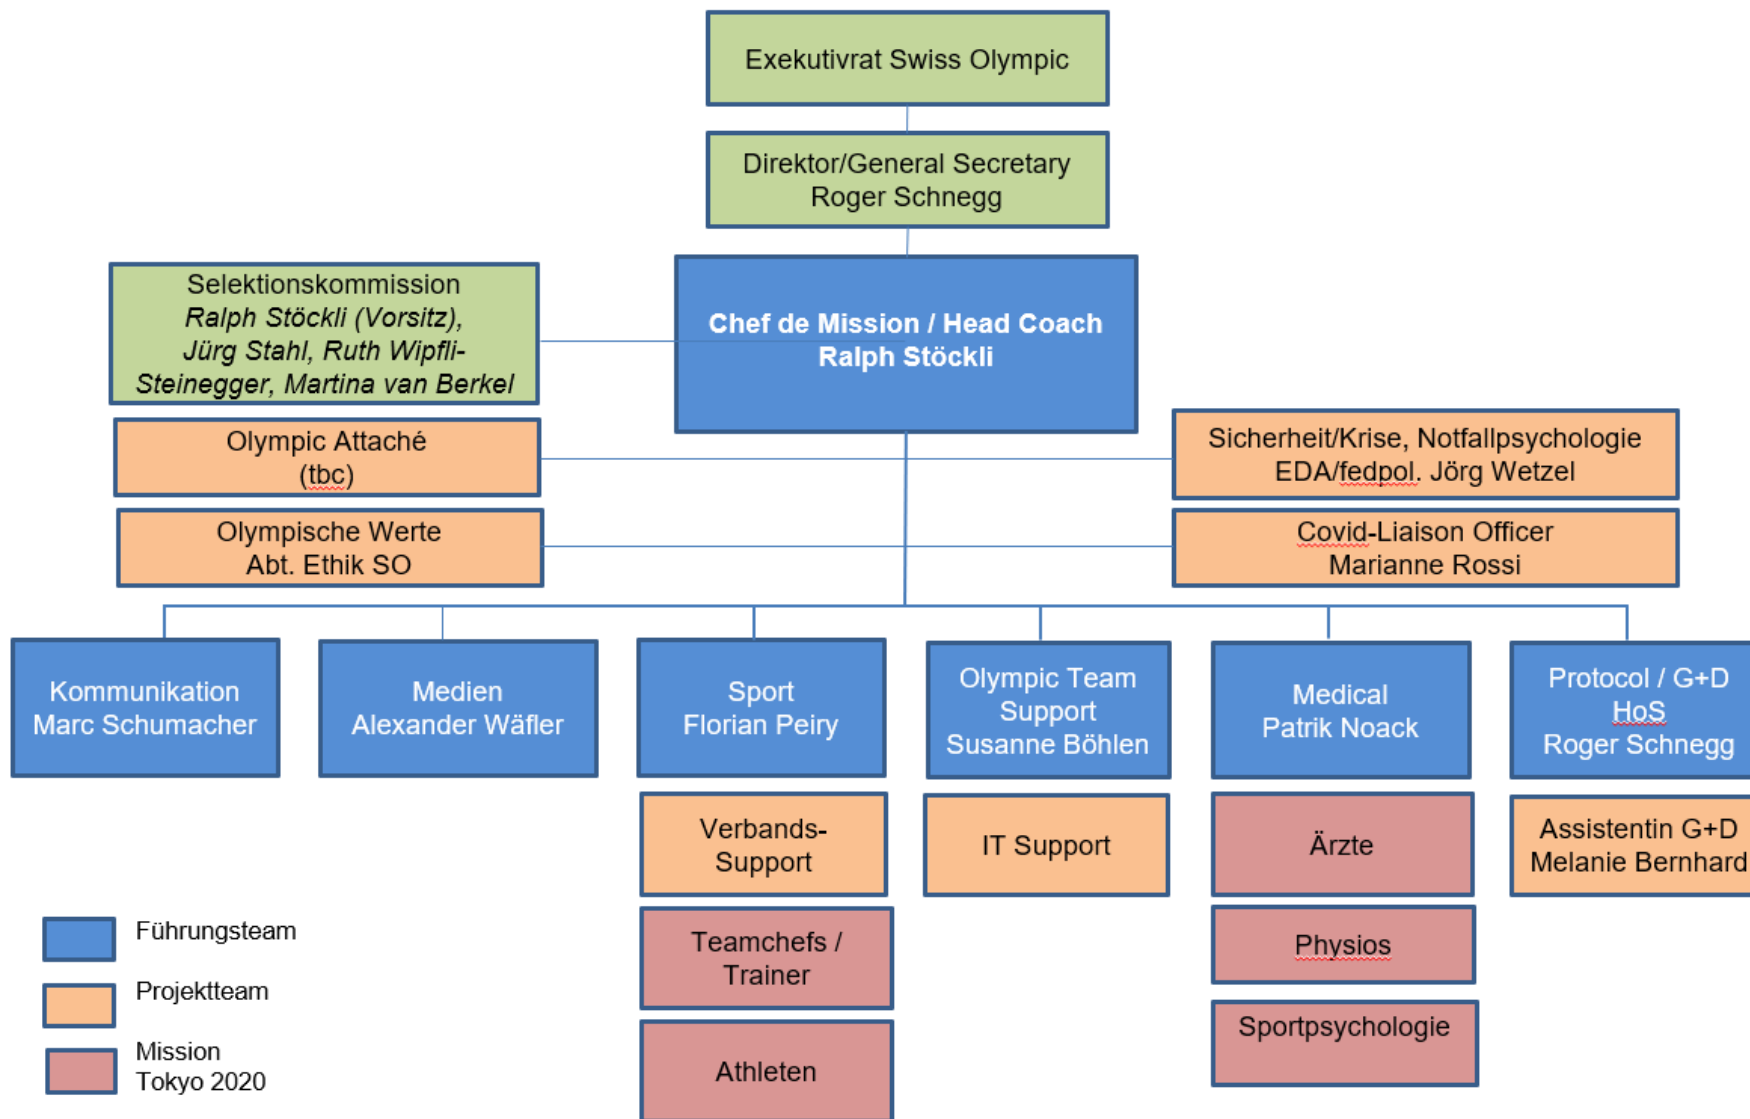 Exekutivrat Swiss Olympic
Direktor/General Secretary
Roger Schnegg
Selektionskommission
Ralph Stöckli (Vorsitz),
Jürg Stahl, Ruth Wipfli-
Steinegger, Martina van Berkel
Chef de Mission / Head Coach
Ralph Stöckli
Olympic Attaché
(tbc)
Sicherheit/Krise, Notfallpsychologie
EDA/fedpol. Jörg Wetzel
Olympische Werte
Abt. Ethik SO
Covid-Liaison Officer
Marianne Rossi
Kommunikation
Marc Schumacher
Medien
Alexander Wäfler
Sport
Florian Peiry
Olympic Team
Support
Susanne Böhlen
Medical
Patrik Noack
Protocol / G+D
HoS
Roger Schnegg
Verbands-
Support
IT Support
Ärzte
Assistentin G+D
Melanie Bernhard
Teamchefs /
Trainer
Physios
Athleten
Sportpsychologie
Führungsteam
Projektteam
Mission
Tokyo 2020